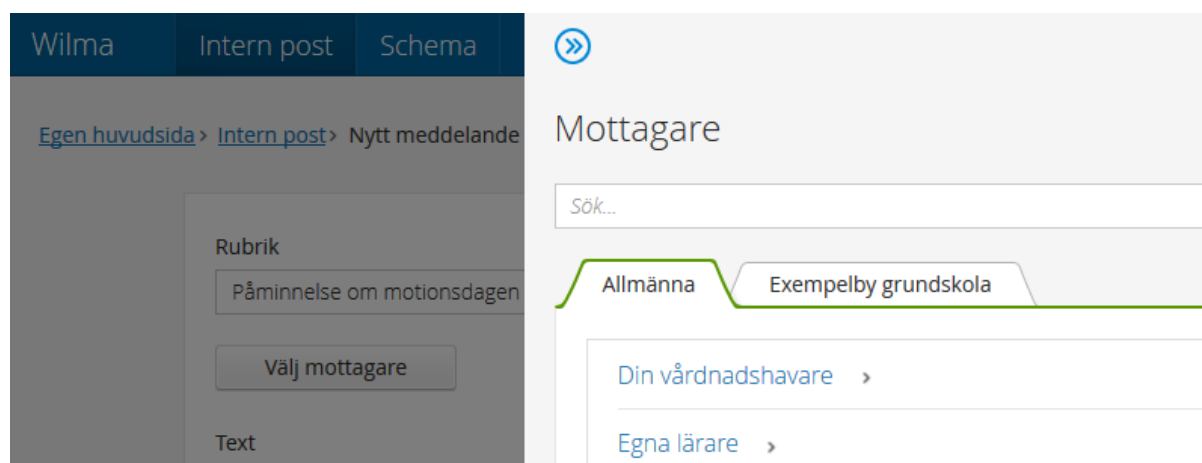 Wilma Intern post Schema
Egen huvudsida > Intern post > Nytt meddelande
Rubrik
Påminnelse om motionsdagen
Välj mottagare
Text
Mottagare
Sök...
Allmänna Exempelby grundskola
Din vårdnadshavare >
Egna lärare >